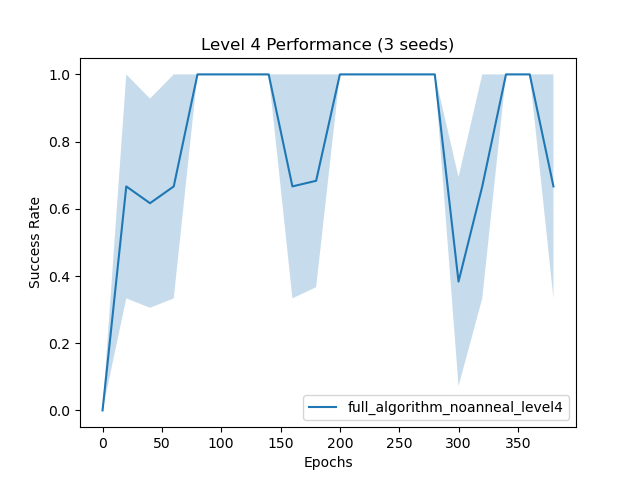 Level 4 Performance (3 seeds)
Success Rate
1.0
0.8
0.6
0.4
0.2
0.0
full_algorithm_noanneal_level4
0 50 100 150 200 250 300 350
Epochs